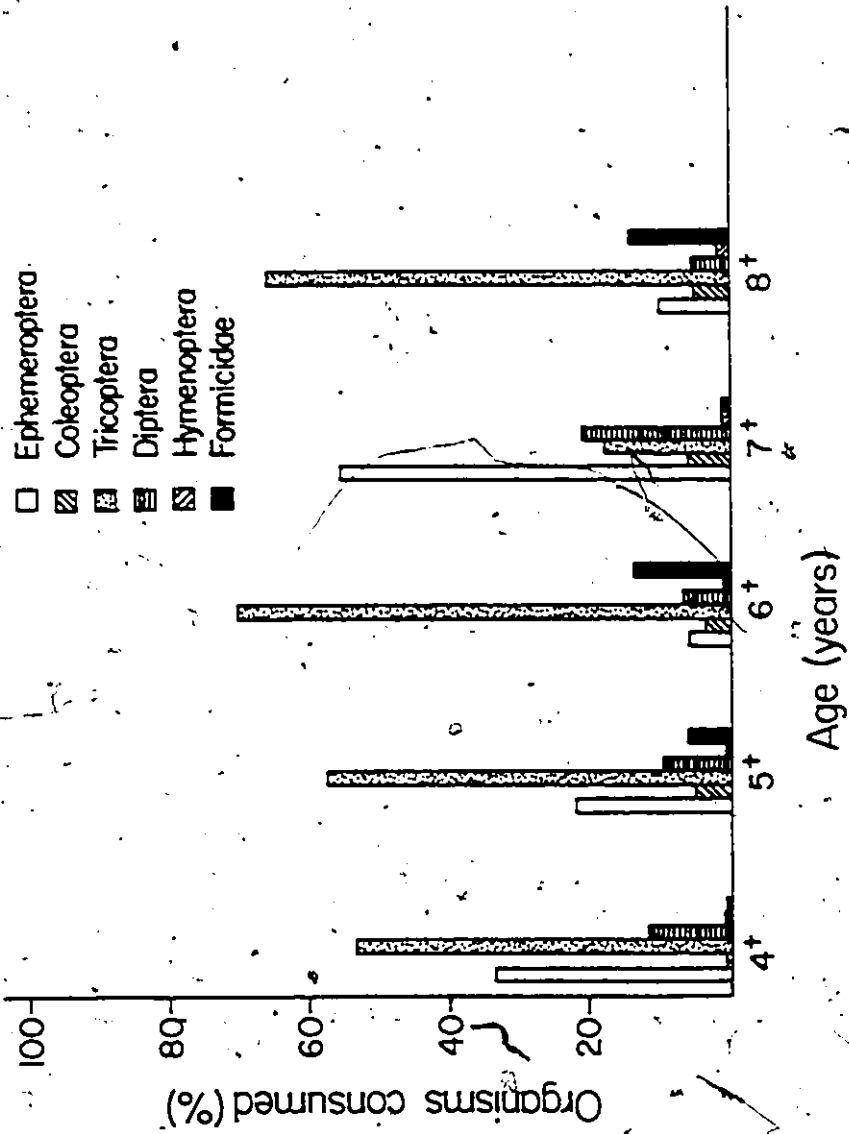 Ephemeroptera
Coleoptera
Tricoptera
Diptera
Hymenoptera
Formicidae
Organisms consumed (%)
100
80
60
40
20
4+
5+
6+
7+
8+
Age (years)